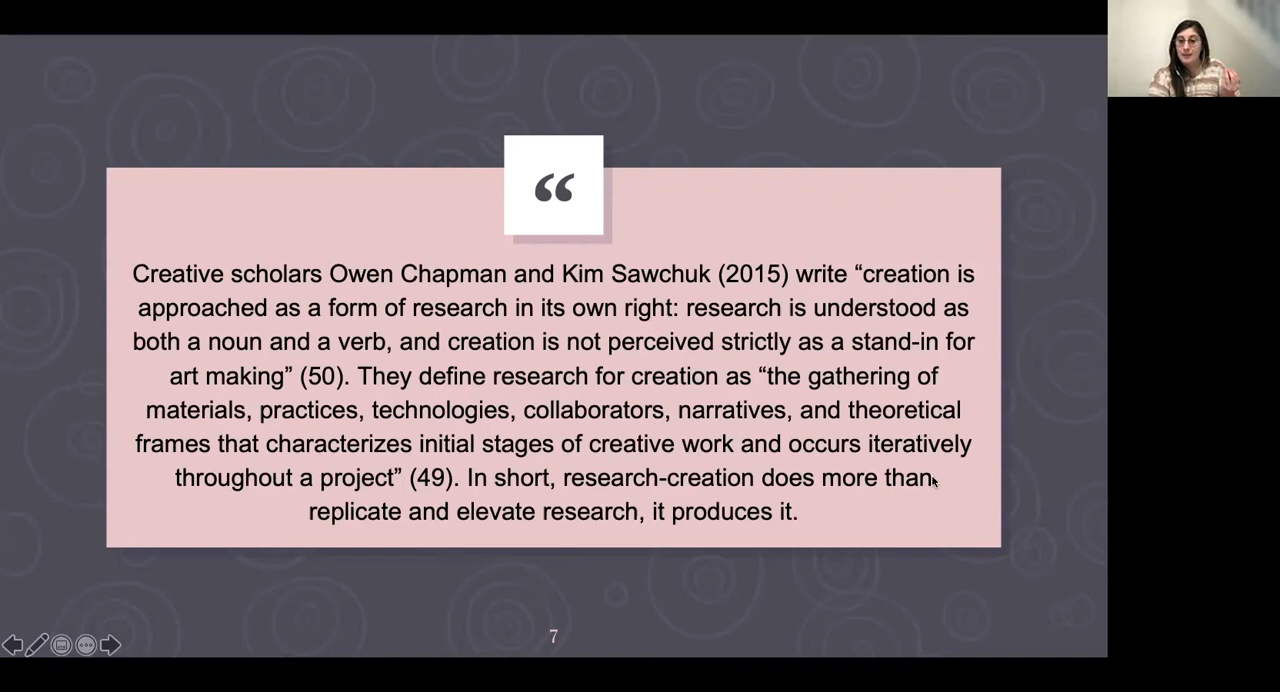 “
Creative scholars Owen Chapman and Kim Sawchuk (2015) write “creation is
approached as a form of research in its own right: research is understood as
both a noun and a verb, and creation is not perceived strictly as a stand-in for
art making” (50). They define research for creation as “the gathering of
materials, practices, technologies, collaborators, narratives, and theoretical
frames that characterizes initial stages of creative work and occurs iteratively
throughout a project” (49). In short, research-creation does more than
replicate and elevate research, it produces it.
7